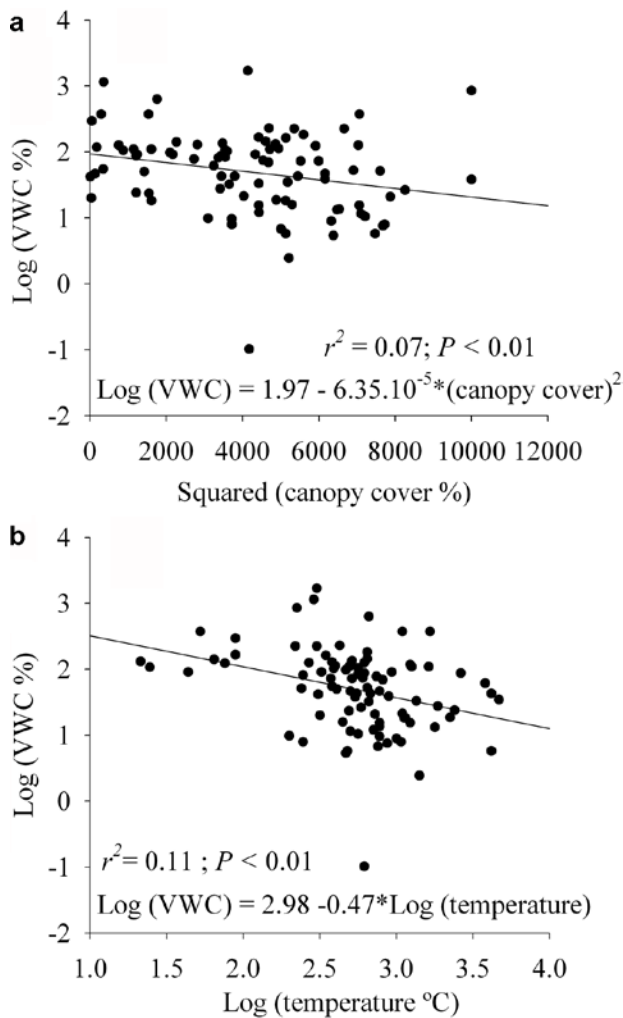 a
4
3
2
1
0
-1
-2
Log (VWC %)
r² = 0.07; P < 0.01
Log (VWC) = 1.97 - 6.35.10⁻⁵*(canopy cover)²
0 2000 4000 6000 8000 10000 12000
Squared (canopy cover %)
b
4
3
2
1
0
-1
-2
Log (VWC %)
r²= 0.11 ; P < 0.01
Log (VWC) = 2.98 -0.47*Log (temperature)
1.0 1.5 2.0 2.5 3.0 3.5 4.0
Log (temperature ºC)